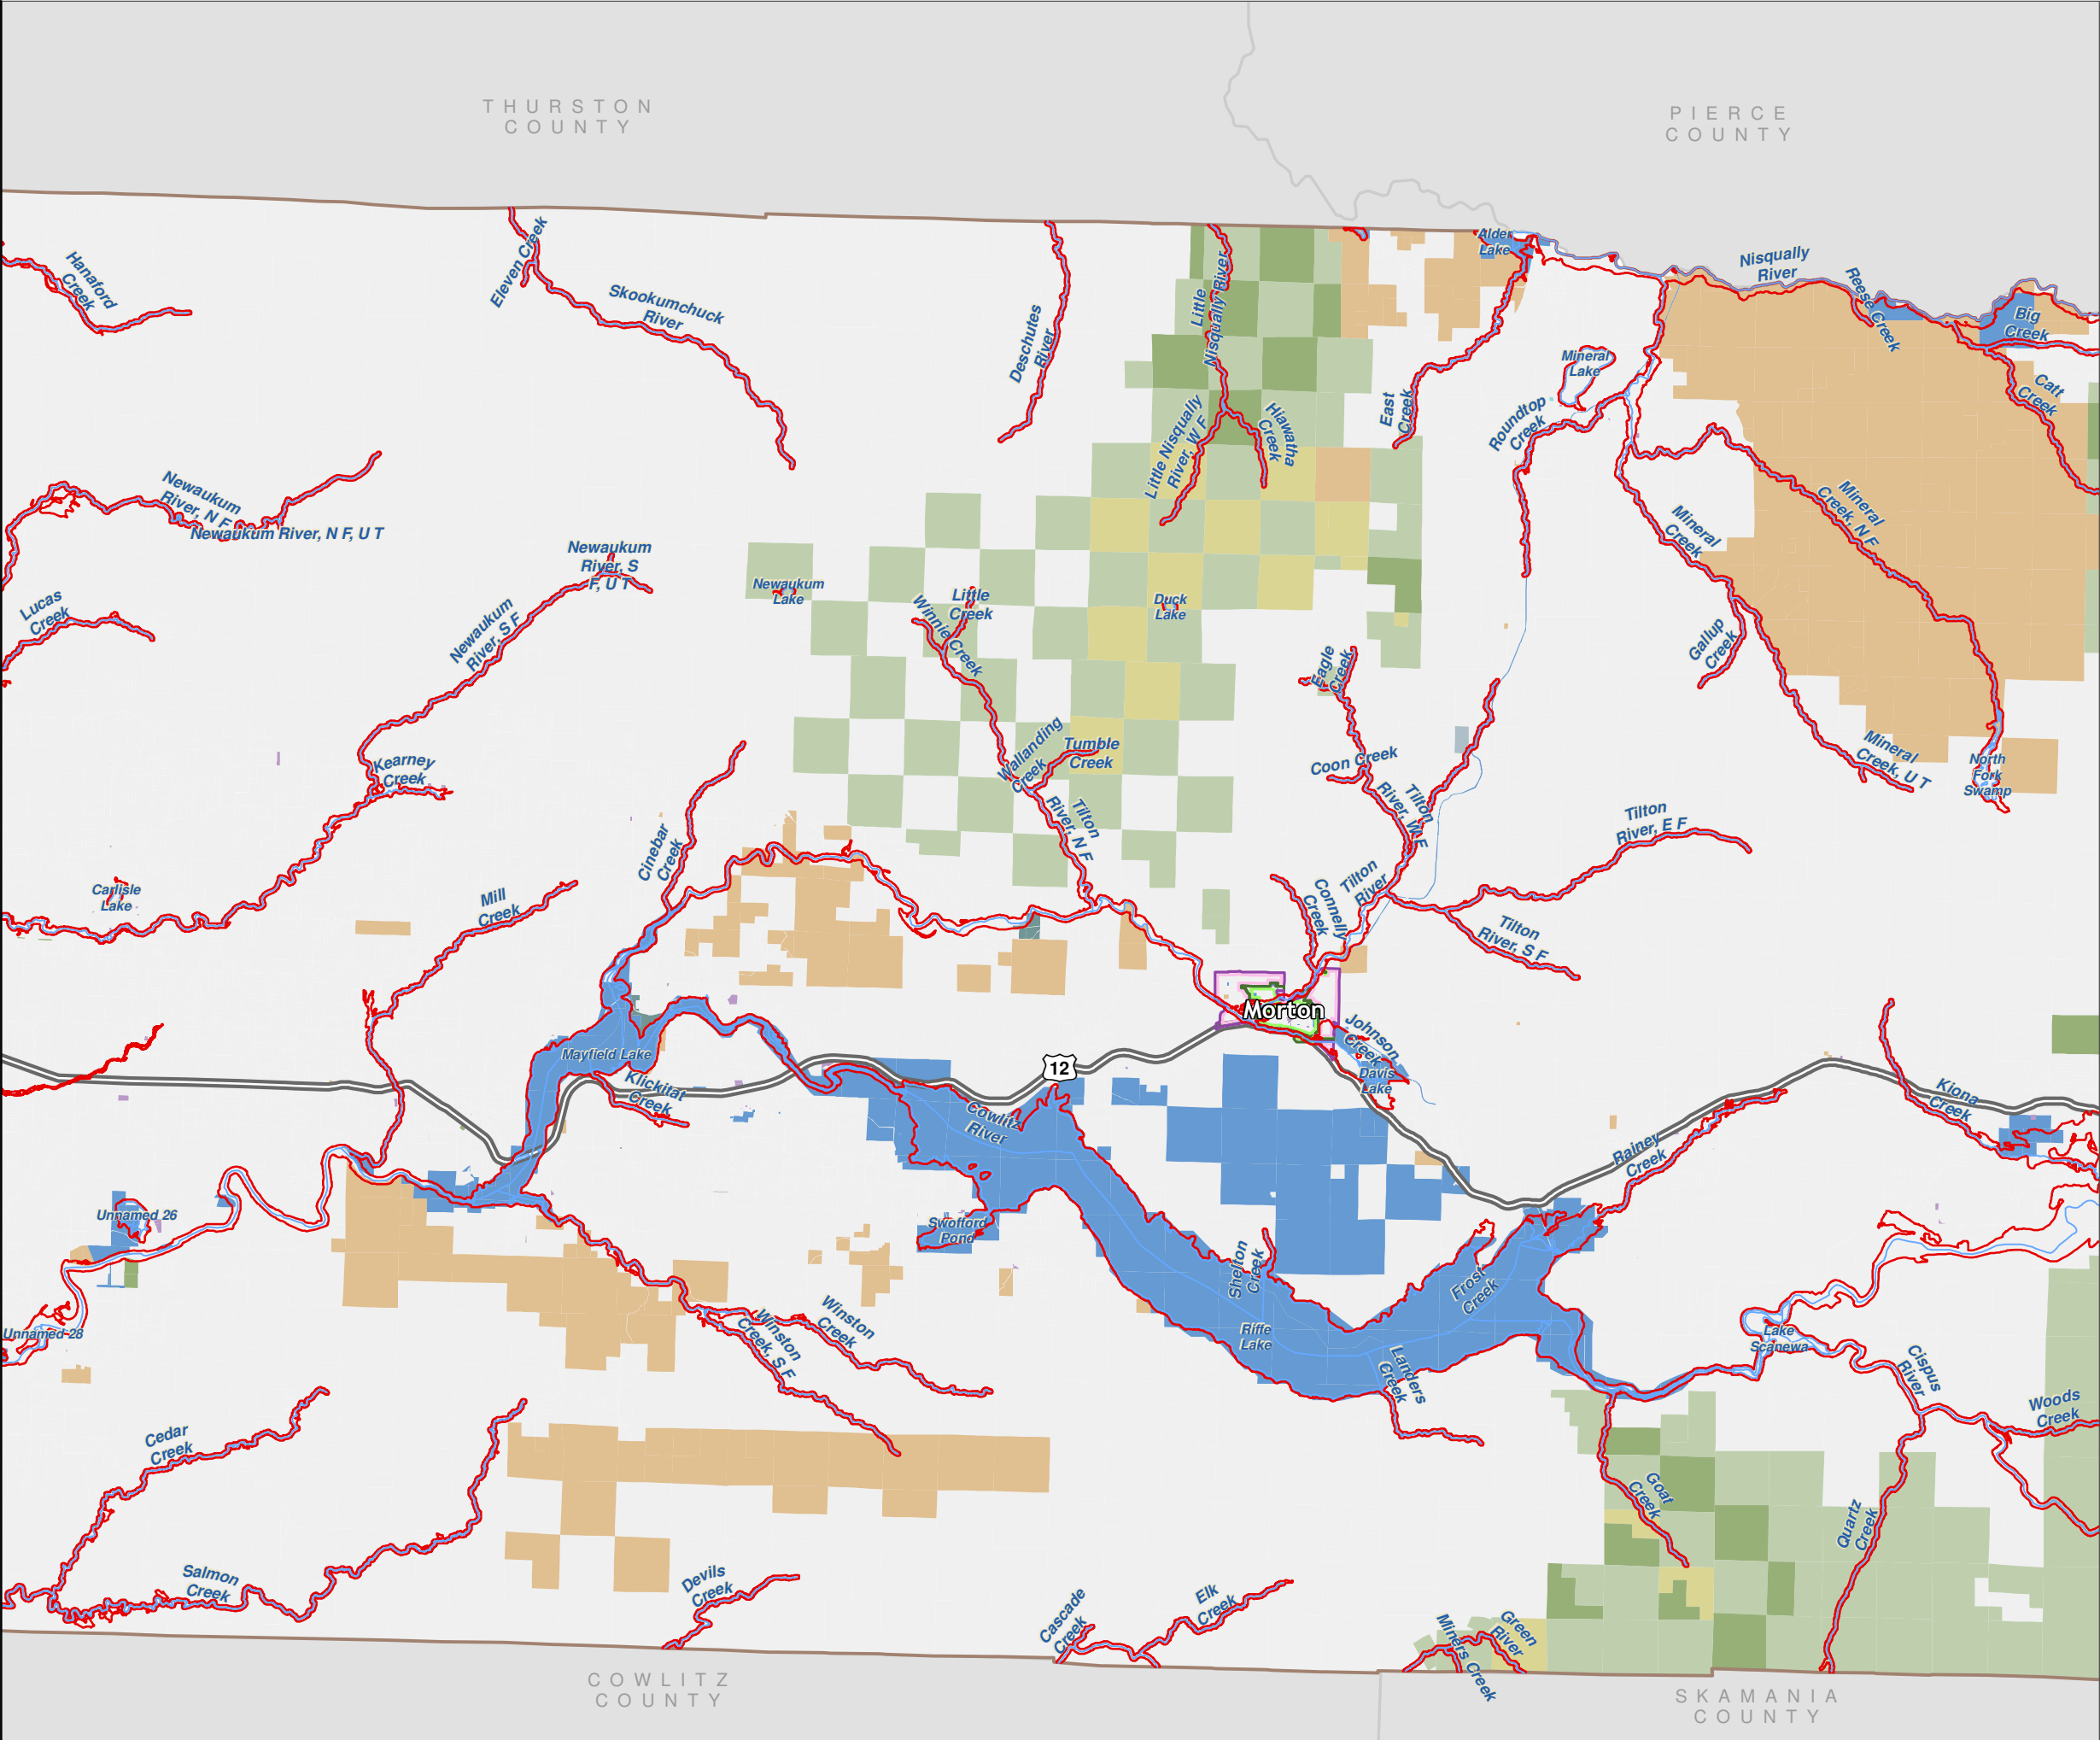 THURSTON
COUNTY
PIERCE
COUNTY
Hanaford
Creek
Eleven Creek
Skookumchuck
River
Deschutes
River
Little
Nisqually River
Alder
Lake
Nisqually
River
Reese Creek
Big
Creek
Mineral
Lake
Catt
Creek
East
Creek
Roundtop
Creek
Hiawatha
Creek
Little Nisqually
River, W F
Newaukum
River, N F
Newaukum River, N F, U T
Mineral
Creek, N F
Mineral
Creek
Newaukum
River, S
F, U T
Newaukum
Lake
Little
Creek
Duck
Lake
Lucas
Creek
Newaukum
River, S F
Winnie Creek
Gallup
Creek
Eagle
Creek
Wallanding
Creek
Tumble
Creek
Coon Creek
Kearney
Creek
Mineral
Creek, U T
North
Fork
Swamp
Tilton
River, N F
Tilton
River, W F
Tilton
River, E F
Cinebar
Creek
Carlisle
Lake
Mill
Creek
Tilton
River
Connelly
Creek
Tilton
River, S F
Morton
Johnson
Creek
Davis
Lake
Mayfield Lake
12
Klickitat
Creek
Cowlitz
River
Kiona
Creek
Rainey
Creek
Unnamed 26
Swofford
Pond
Shelton
Creek
Frost
Creek
Unnamed 28
Winston
Creek
Winston
Creek, S F
Riffe
Lake
Lake
Scanewa
Landers
Creek
Cispus
River
Woods
Creek
Cedar
Creek
Goat
Creek
Quartz
Creek
Salmon
Creek
Devils
Creek
Cascade
Creek
Elk
Creek
Miners Creek
Green
River
COWLITZ
COUNTY
SKAMANIA
COUNTY